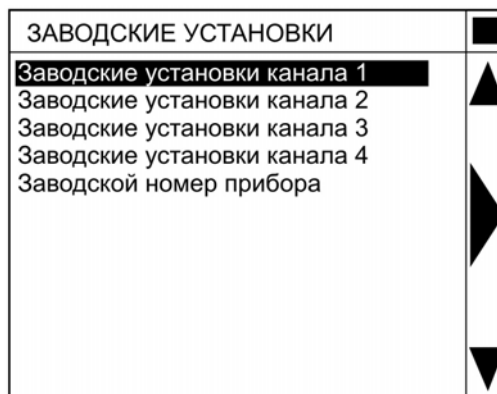 ЗАВОДСКИЕ УСТАНОВКИ
Заводские установки канала 1
Заводские установки канала 2
Заводские установки канала 3
Заводские установки канала 4
Заводской номер прибора